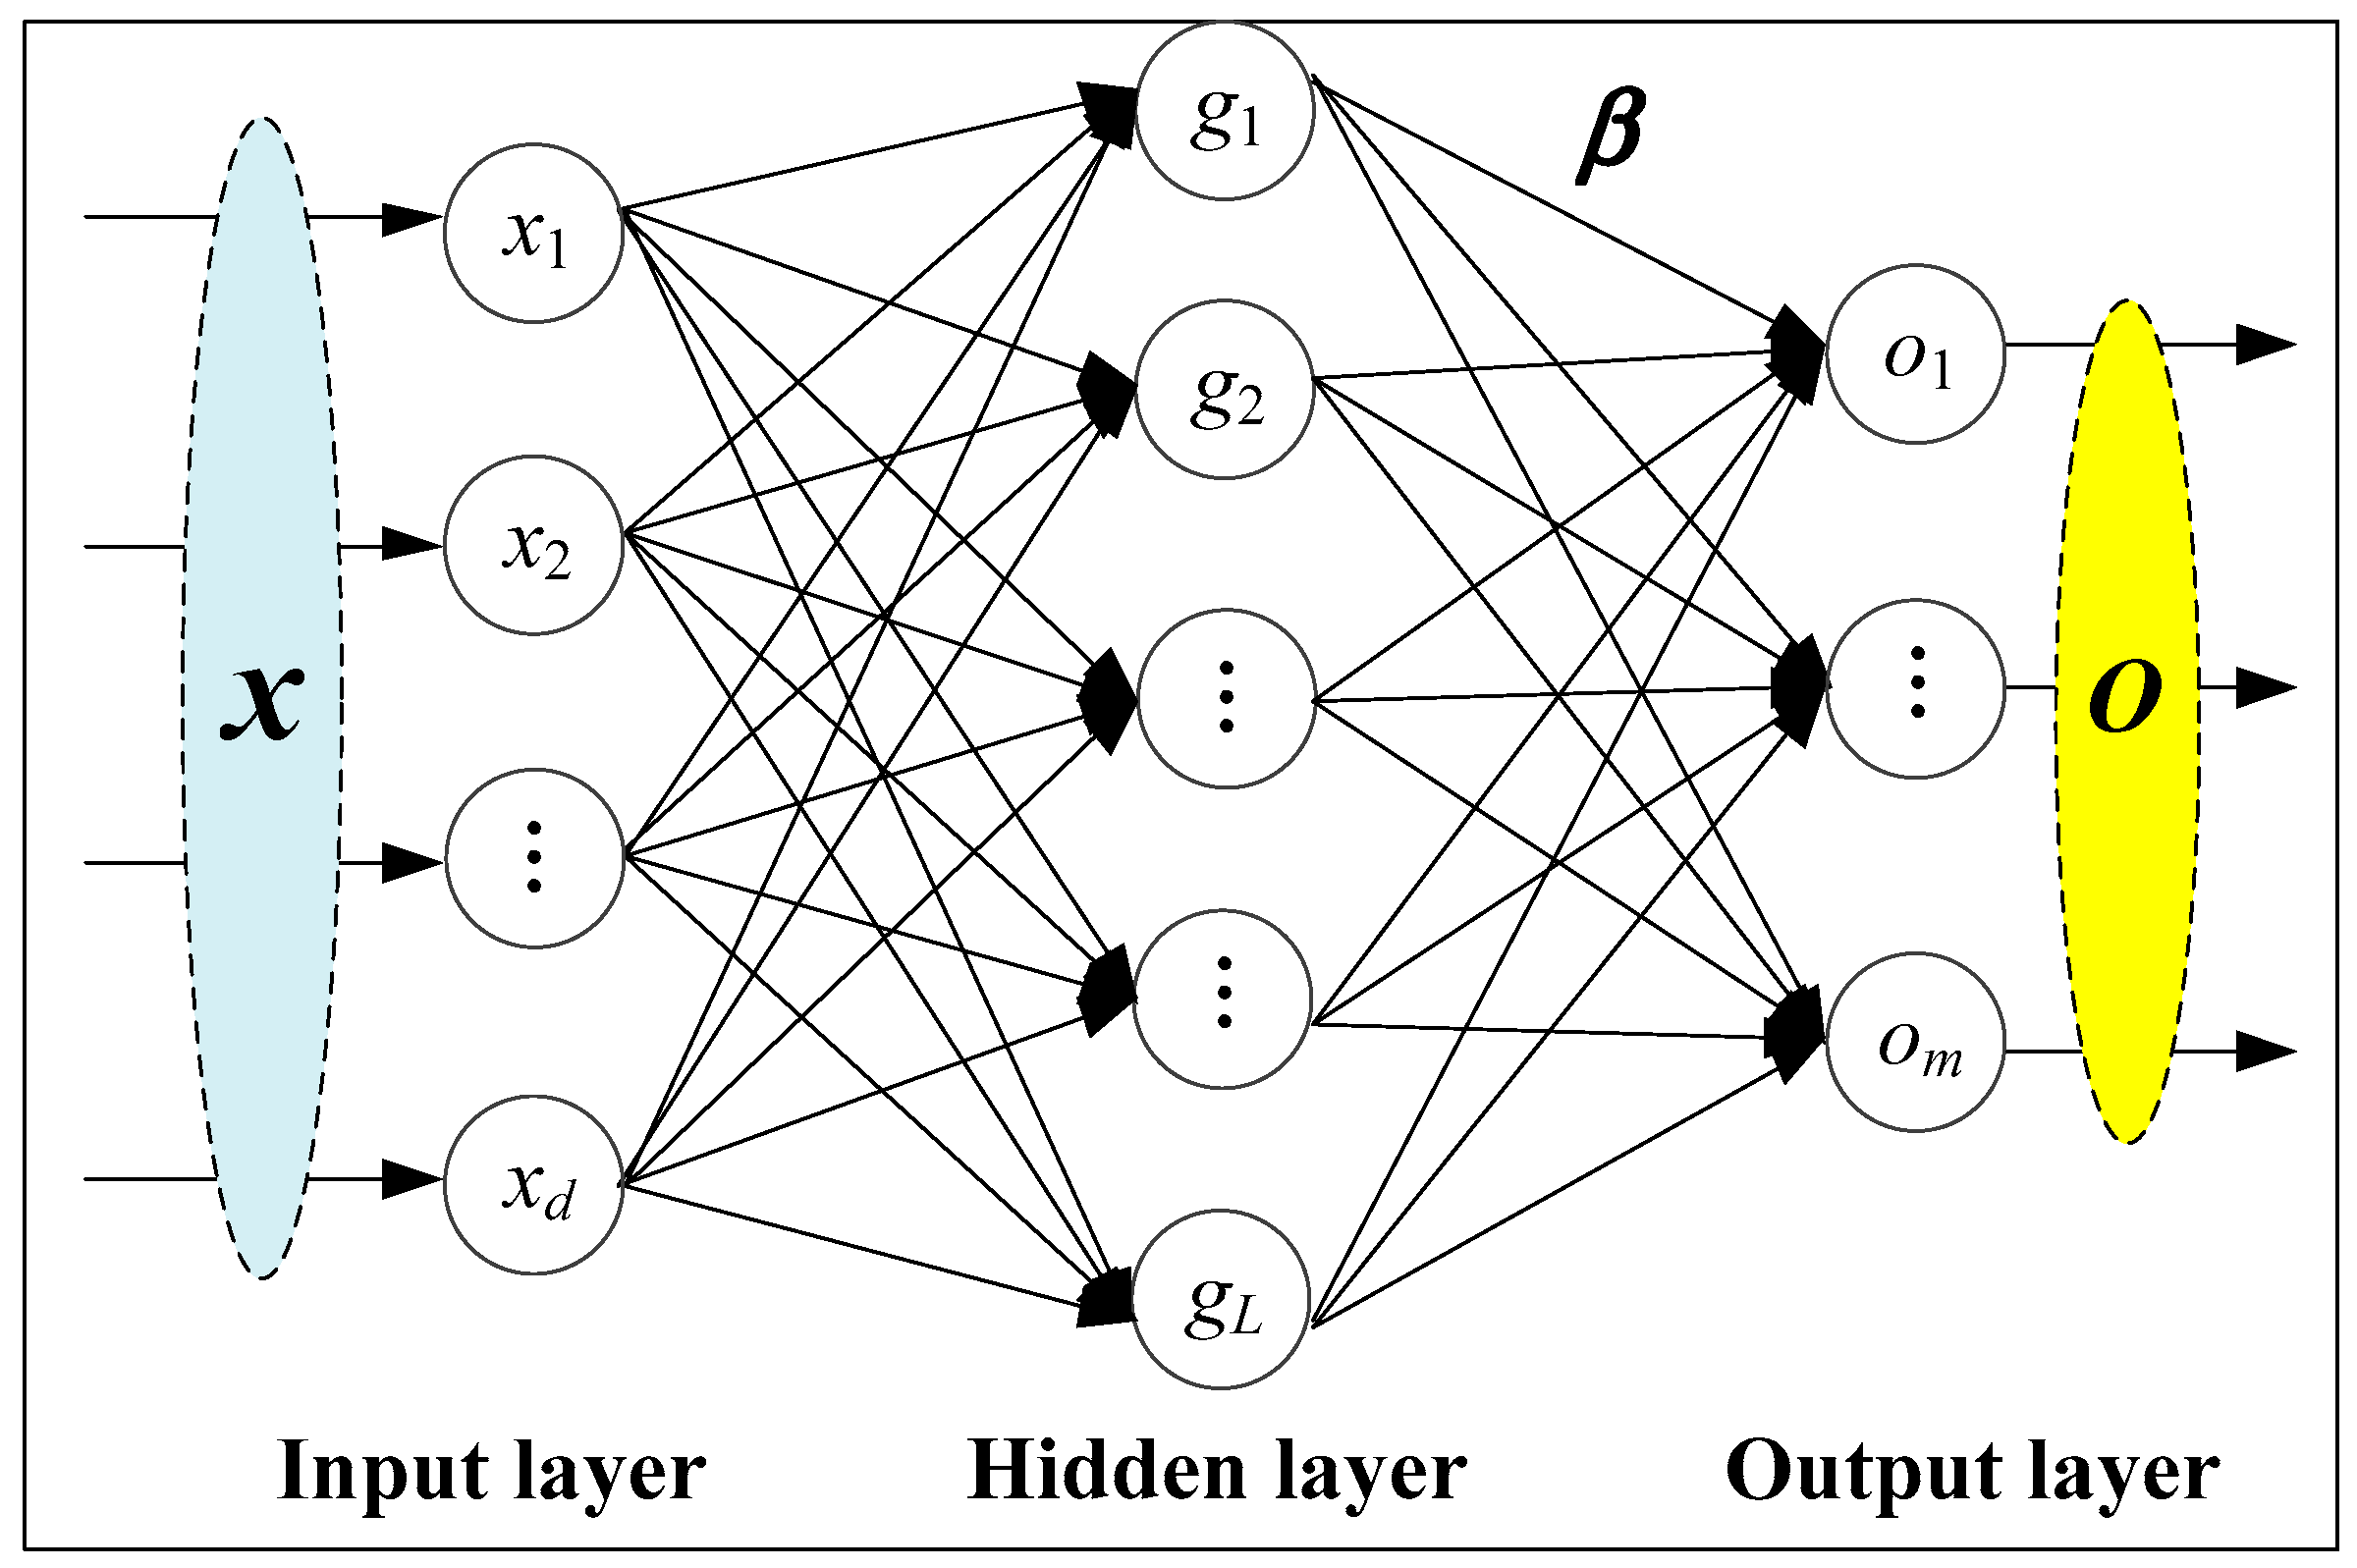 x
x1
x2
⋮
xd
g1
g2
⋮
⋮
gL
β
o1
⋮
om
o
Input layer
Hidden layer
Output layer